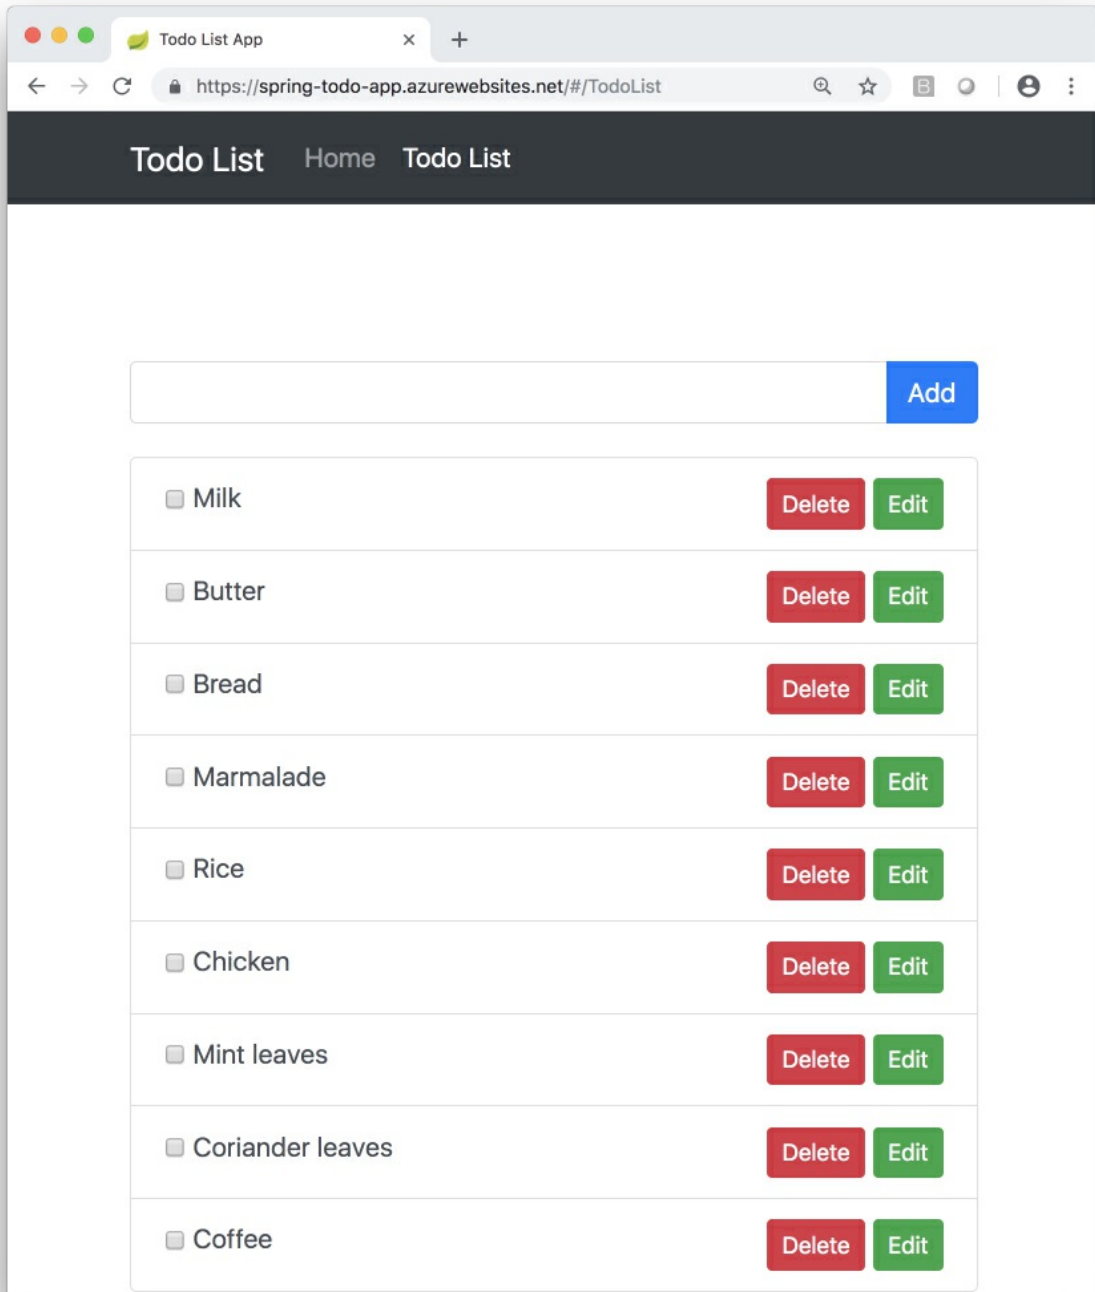 Todo List App
https://spring-todo-app.azurewebsites.net/#/TodoList
B
Todo List Home Todo List
Add
Milk Delete Edit
Butter Delete Edit
Bread Delete Edit
Marmalade Delete Edit
Rice Delete Edit
Chicken Delete Edit
Mint leaves Delete Edit
Coriander leaves Delete Edit
Coffee Delete Edit